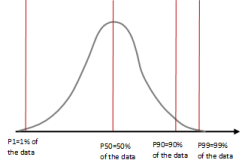 P1=1% of
the data
P50=50%
of the data
P90=90%
of the data
P99=99%
of the data